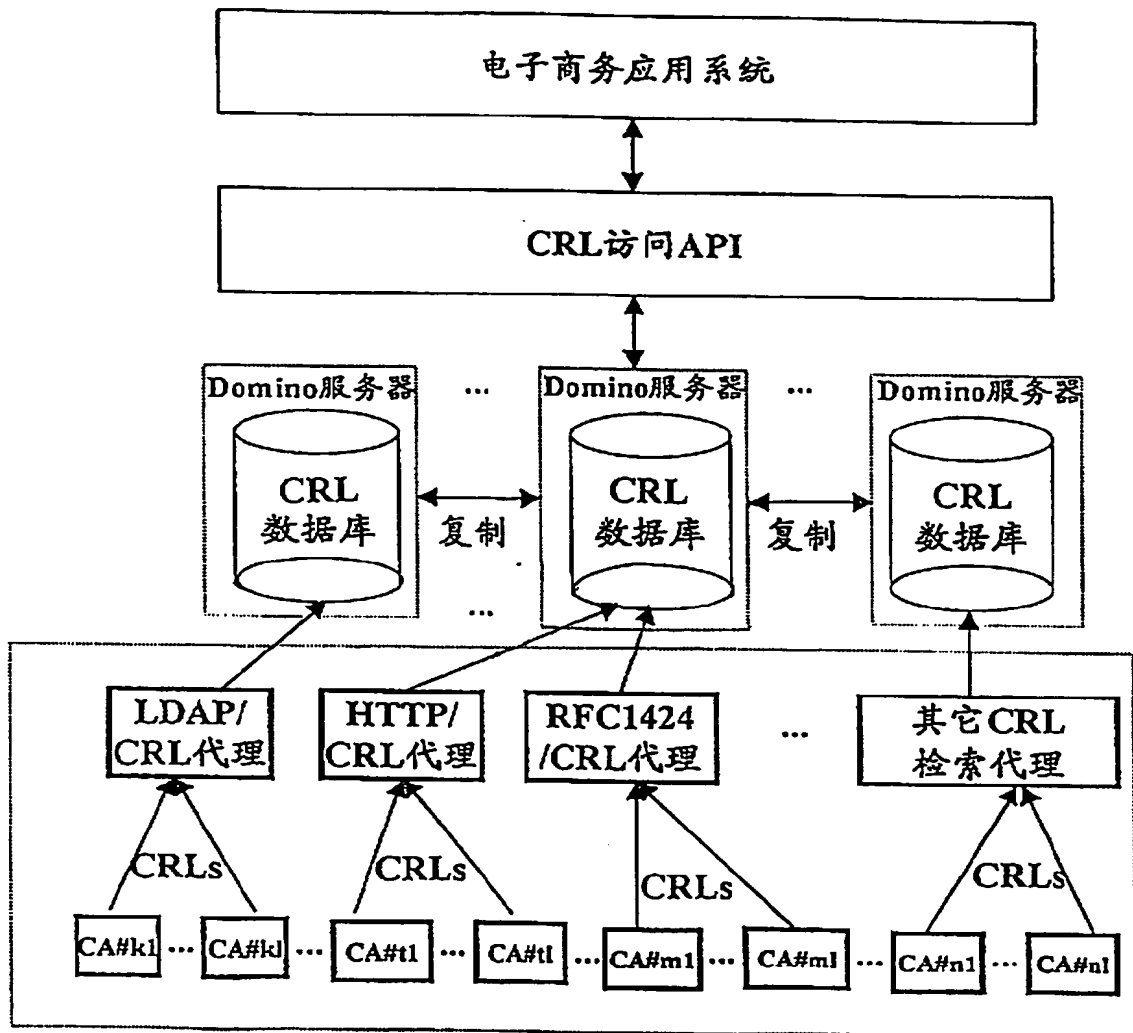 电子商务应用系统
CRL访问API
Domino服务器 ... Domino服务器 ... Domino服务器
CRL
数据库
复制
CRL
数据库
复制
CRL
数据库
...
LDAP/
CRL代理
HTTP/
CRL代理
RFC1424
/CRL代理
...
其它CRL
检索代理
CRLs CRLs CRLs CRLs
CA#k1 ... CA#kl ... CA#t1 ... CA#tl ... CA#m1 ... CA#ml ... CA#n1 ... CA#nl